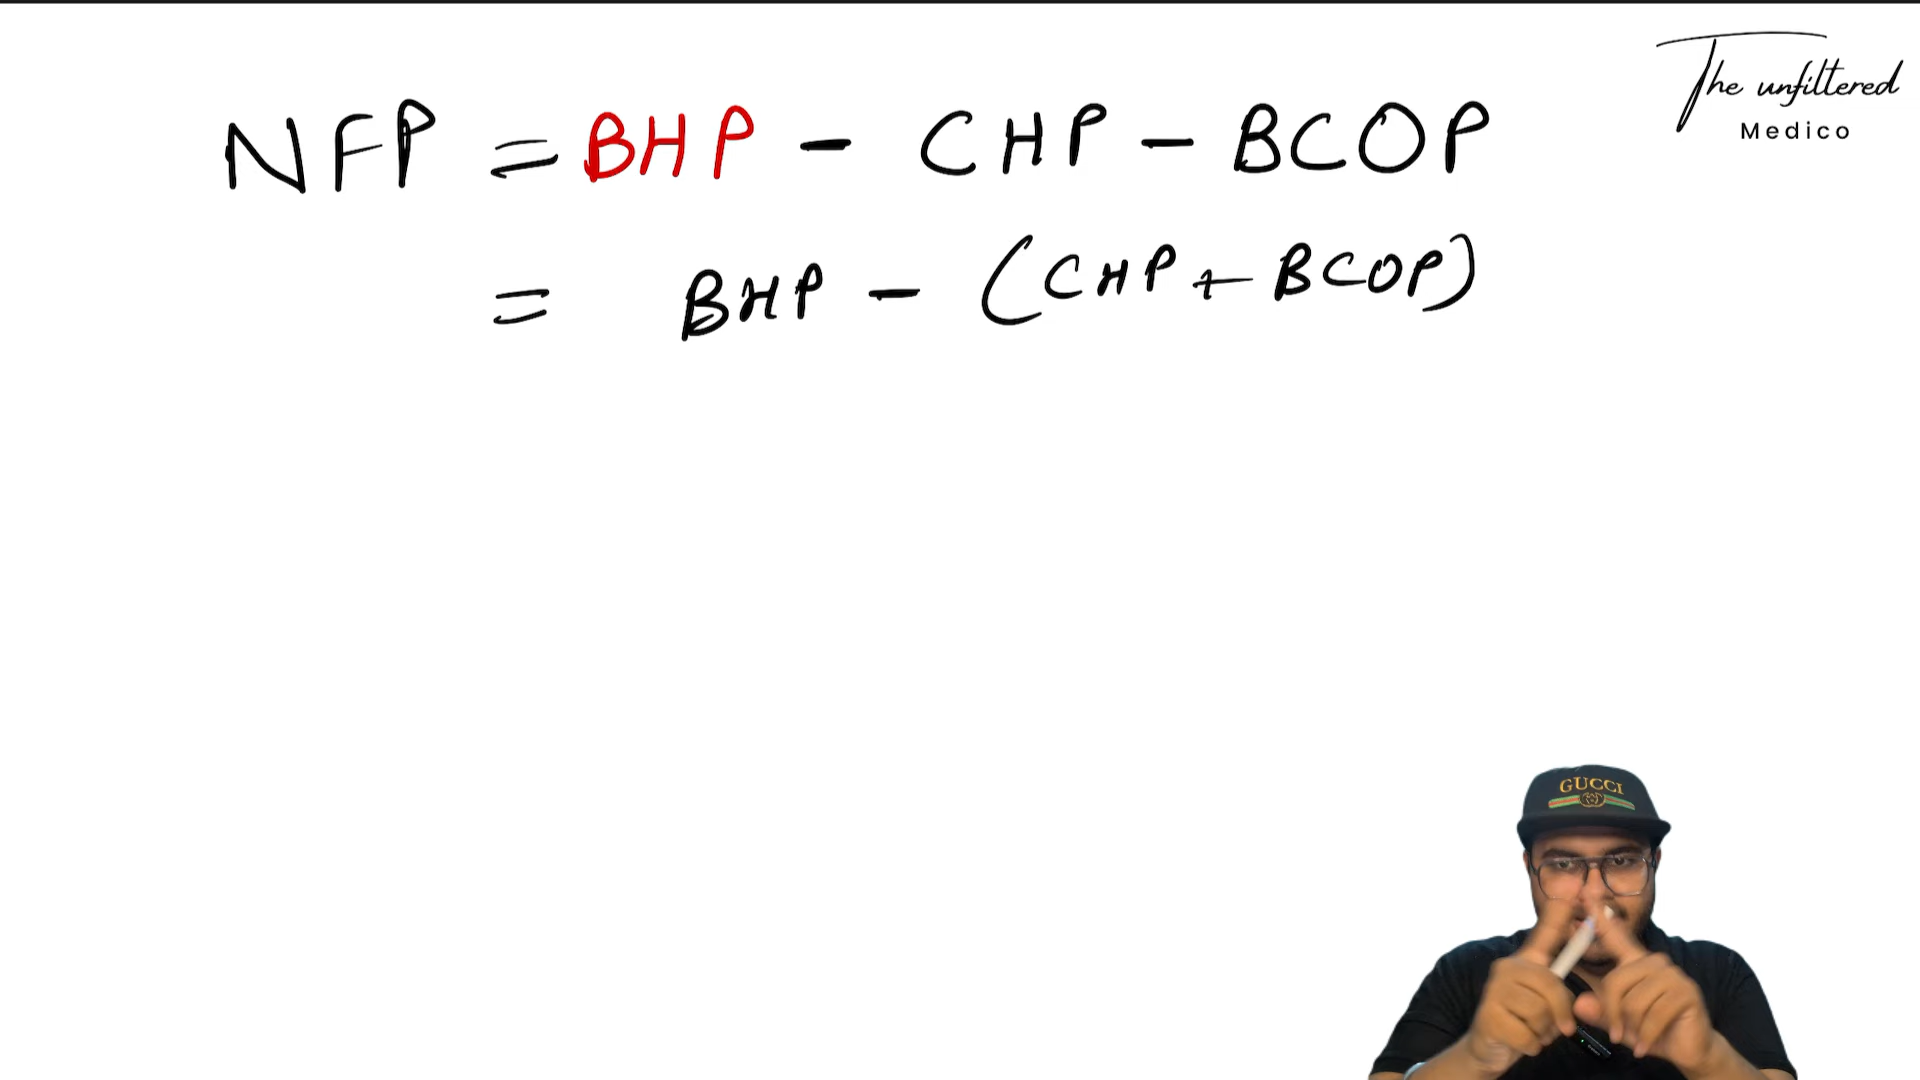 NFP = BHP - CHP - BCOP
= BHP - (CHP + BCOP)
The unfiltered
Medico
GUCCI